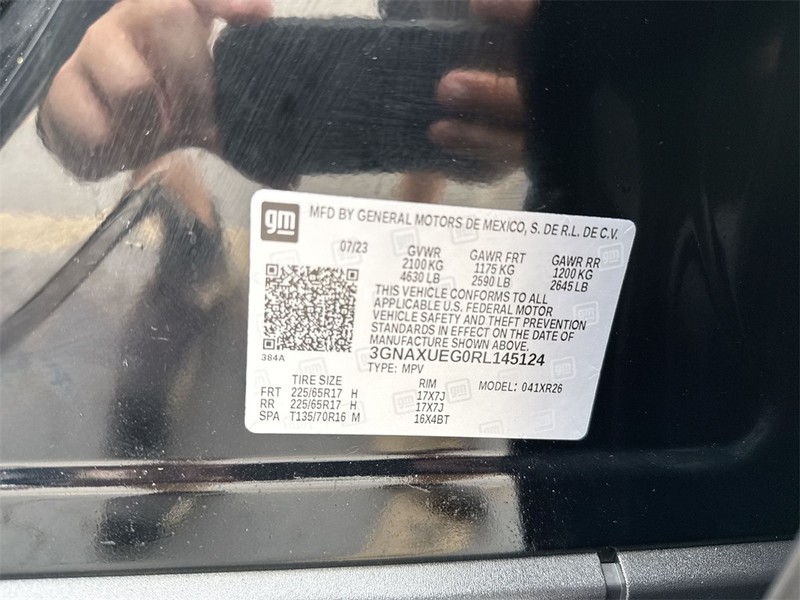 gm MFD BY GENERAL MOTORS DE MEXICO, S. DE R.L. DE C.V.
07/23 GVWR GAWR FRT GAWR RR
2100 KG 1175 KG 1200 KG
4630 LB 2590 LB 2645 LB
THIS VEHICLE CONFORMS TO ALL
APPLICABLE U.S. FEDERAL MOTOR
VEHICLE SAFETY AND THEFT PREVENTION
STANDARDS IN EFFECT ON THE DATE OF
MANUFACTURE SHOWN ABOVE.
384A 3GNAXUEG0RL145124
TYPE: MPV
TIRE SIZE RIM MODEL: 041XR26
FRT 225/65R17 H 17X7J
RR 225/65R17 H 17X7J
SPA T135/70R16 M 16X4BT